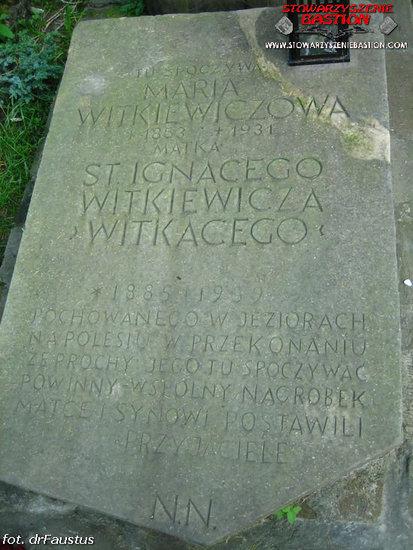 STOWARZYSZENIE
BASTION
WWW.STOWARZYSZENIEBASTION.COM
TU SPOCZYWA
MARIA
WITKIEWICZOWA
* 1853 + 1931
MATKA
ST. IGNACEGO
WITKIEWICZA
›WITKACEGO‹
* 1885 + 1939
POCHOWANEGO W JEZIORACH
NA POLESIU. W PRZEKONANIU
ŻE PROCHY JEGO TU SPOCZYWAĆ
POWINNY WSPÓLNY NAGROBEK
MATCE I SYNOWI POSTAWILI
PRZYJACIELE
N.N.
fot. drFaustus